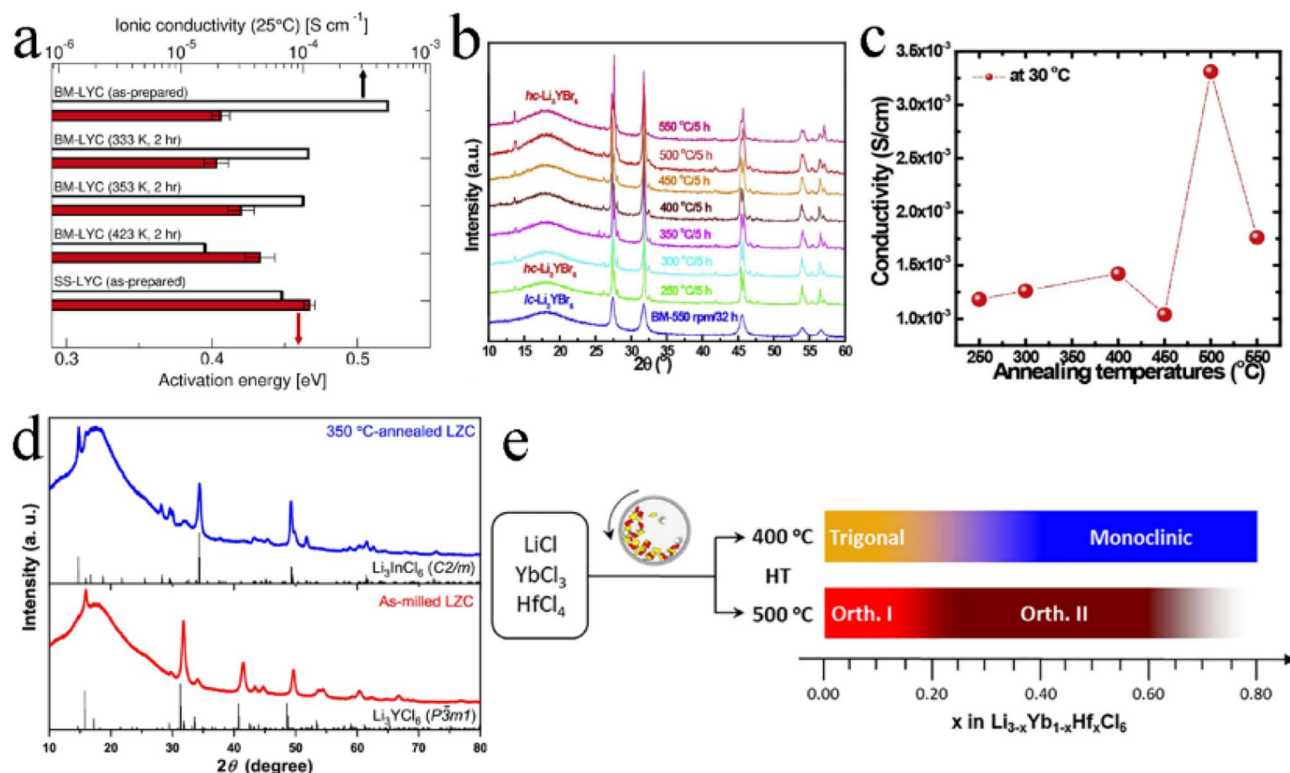 a
Ionic conductivity (25°C) [S cm⁻¹]
10⁻⁶ 10⁻⁵ 10⁻⁴ 10⁻³
BM-LYC (as-prepared)
BM-LYC (333 K, 2 hr)
BM-LYC (353 K, 2 hr)
BM-LYC (423 K, 2 hr)
SS-LYC (as-prepared)
0.3 0.4 0.5
Activation energy [eV]
b
Intensity (a.u.)
hc-Li₃YBr₆
550 °C/5 h
500 °C/5 h
450 °C/5 h
400 °C/5 h
350 °C/5 h
300 °C/5 h
hc-Li₃YBr₆
250 °C/5 h
lc-Li₃YBr₆
BM-550 rpm/32 h
10 15 20 25 30 35 40 45 50 55 60
2θ (°)
c
Conductivity (S/cm)
3.5x10⁻³
3.0x10⁻³
2.5x10⁻³
2.0x10⁻³
1.5x10⁻³
1.0x10⁻³
at 30 °C
250 300 350 400 450 500 550
Annealing temperatures (°C)
d
Intensity (a. u.)
350 °C-annealed LZC
Li₃InCl₆ (C2/m)
As-milled LZC
Li₃YCl₆ (P3̅m1)
10 20 30 40 50 60 70 80
2θ (degree)
e
LiCl
YbCl₃
HfCl₄
400 °C
HT
500 °C
Trigonal Monoclinic
Orth. I Orth. II
0.00 0.20 0.40 0.60 0.80
x in Li₃₋ₓYb₁₋ₓHfₓCl₆